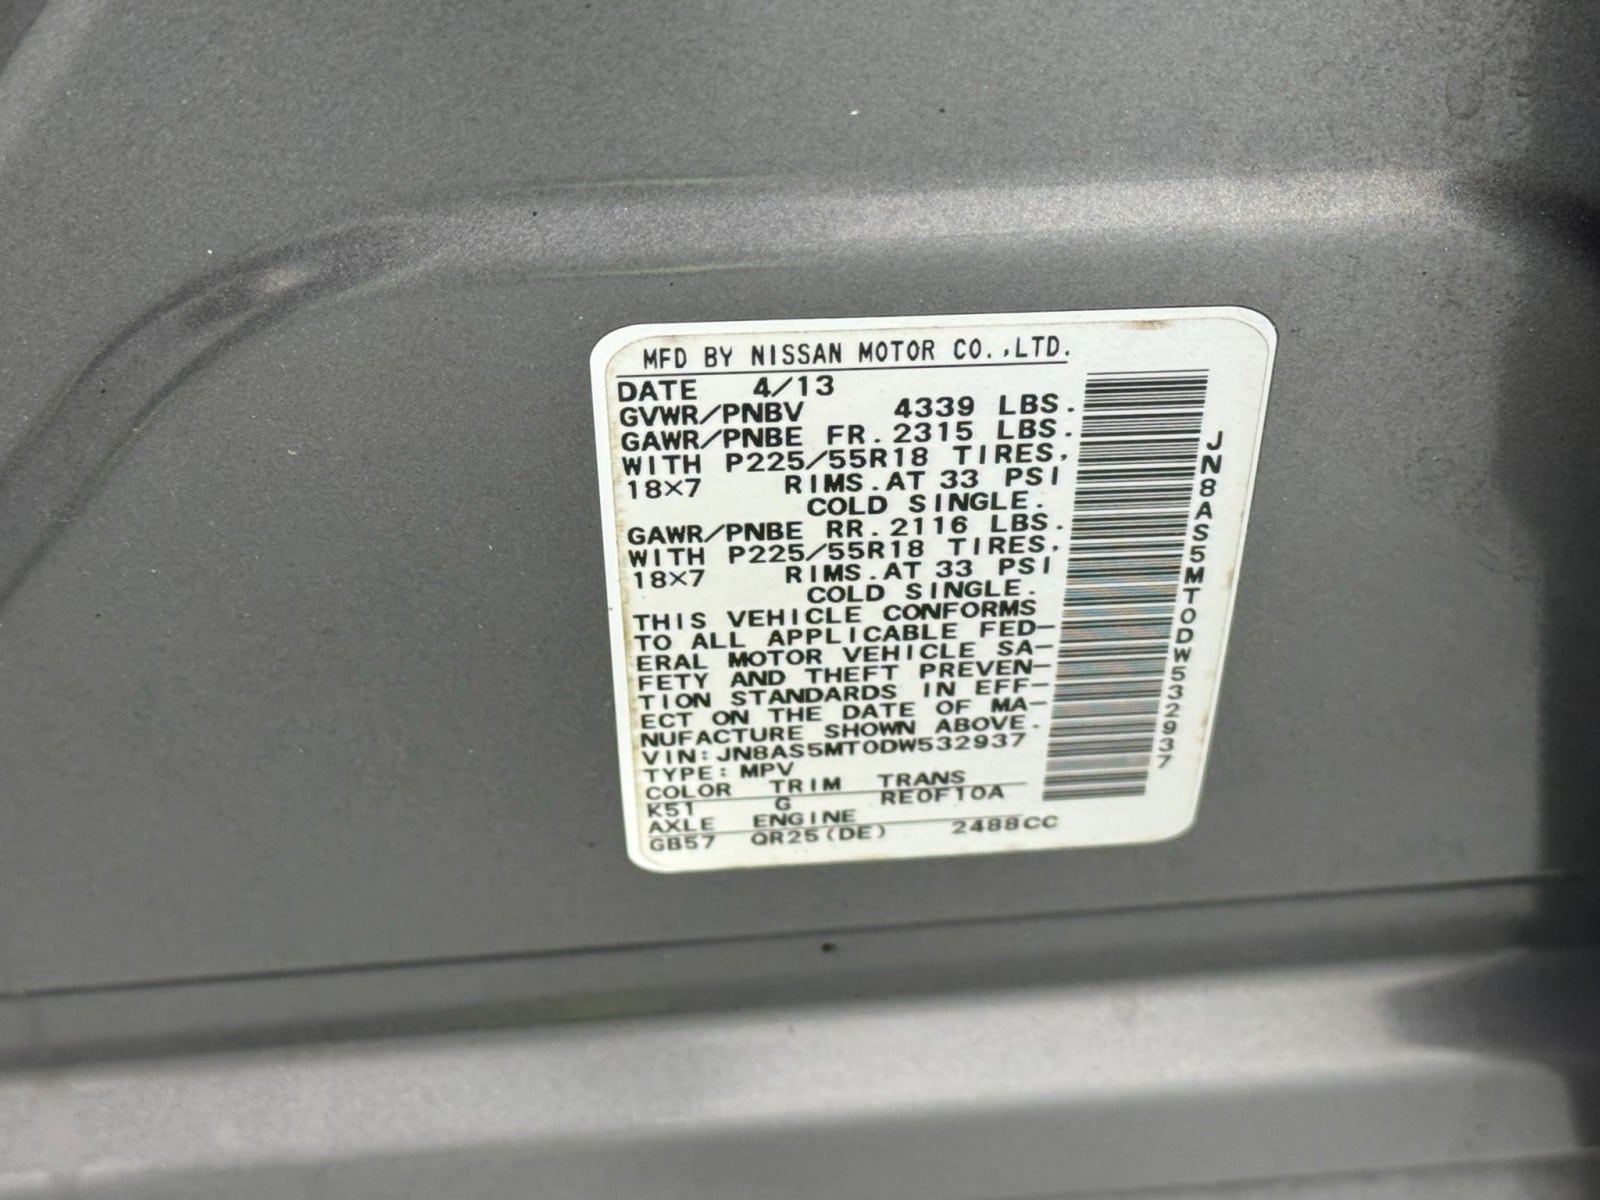 MFD BY NISSAN MOTOR CO.,LTD.
DATE 4/13
GVWR/PNBV 4339 LBS.
GAWR/PNBE FR. 2315 LBS.
WITH P225/55R18 TIRES,
18×7 RIMS.AT 33 PSI
COLD SINGLE.
GAWR/PNBE RR. 2116 LBS.
WITH P225/55R18 TIRES,
18×7 RIMS.AT 33 PSI
COLD SINGLE.
THIS VEHICLE CONFORMS
TO ALL APPLICABLE FED-
ERAL MOTOR VEHICLE SA-
FETY AND THEFT PREVEN-
TION STANDARDS IN EFF-
ECT ON THE DATE OF MA-
NUFACTURE SHOWN ABOVE.
VIN: JN8AS5MT0DW532937
TYPE: MPV
COLOR TRIM TRANS
K51 G RE0F10A
AXLE ENGINE
GB57 QR25(DE) 2488CC
JN8AS5MT0DW532937